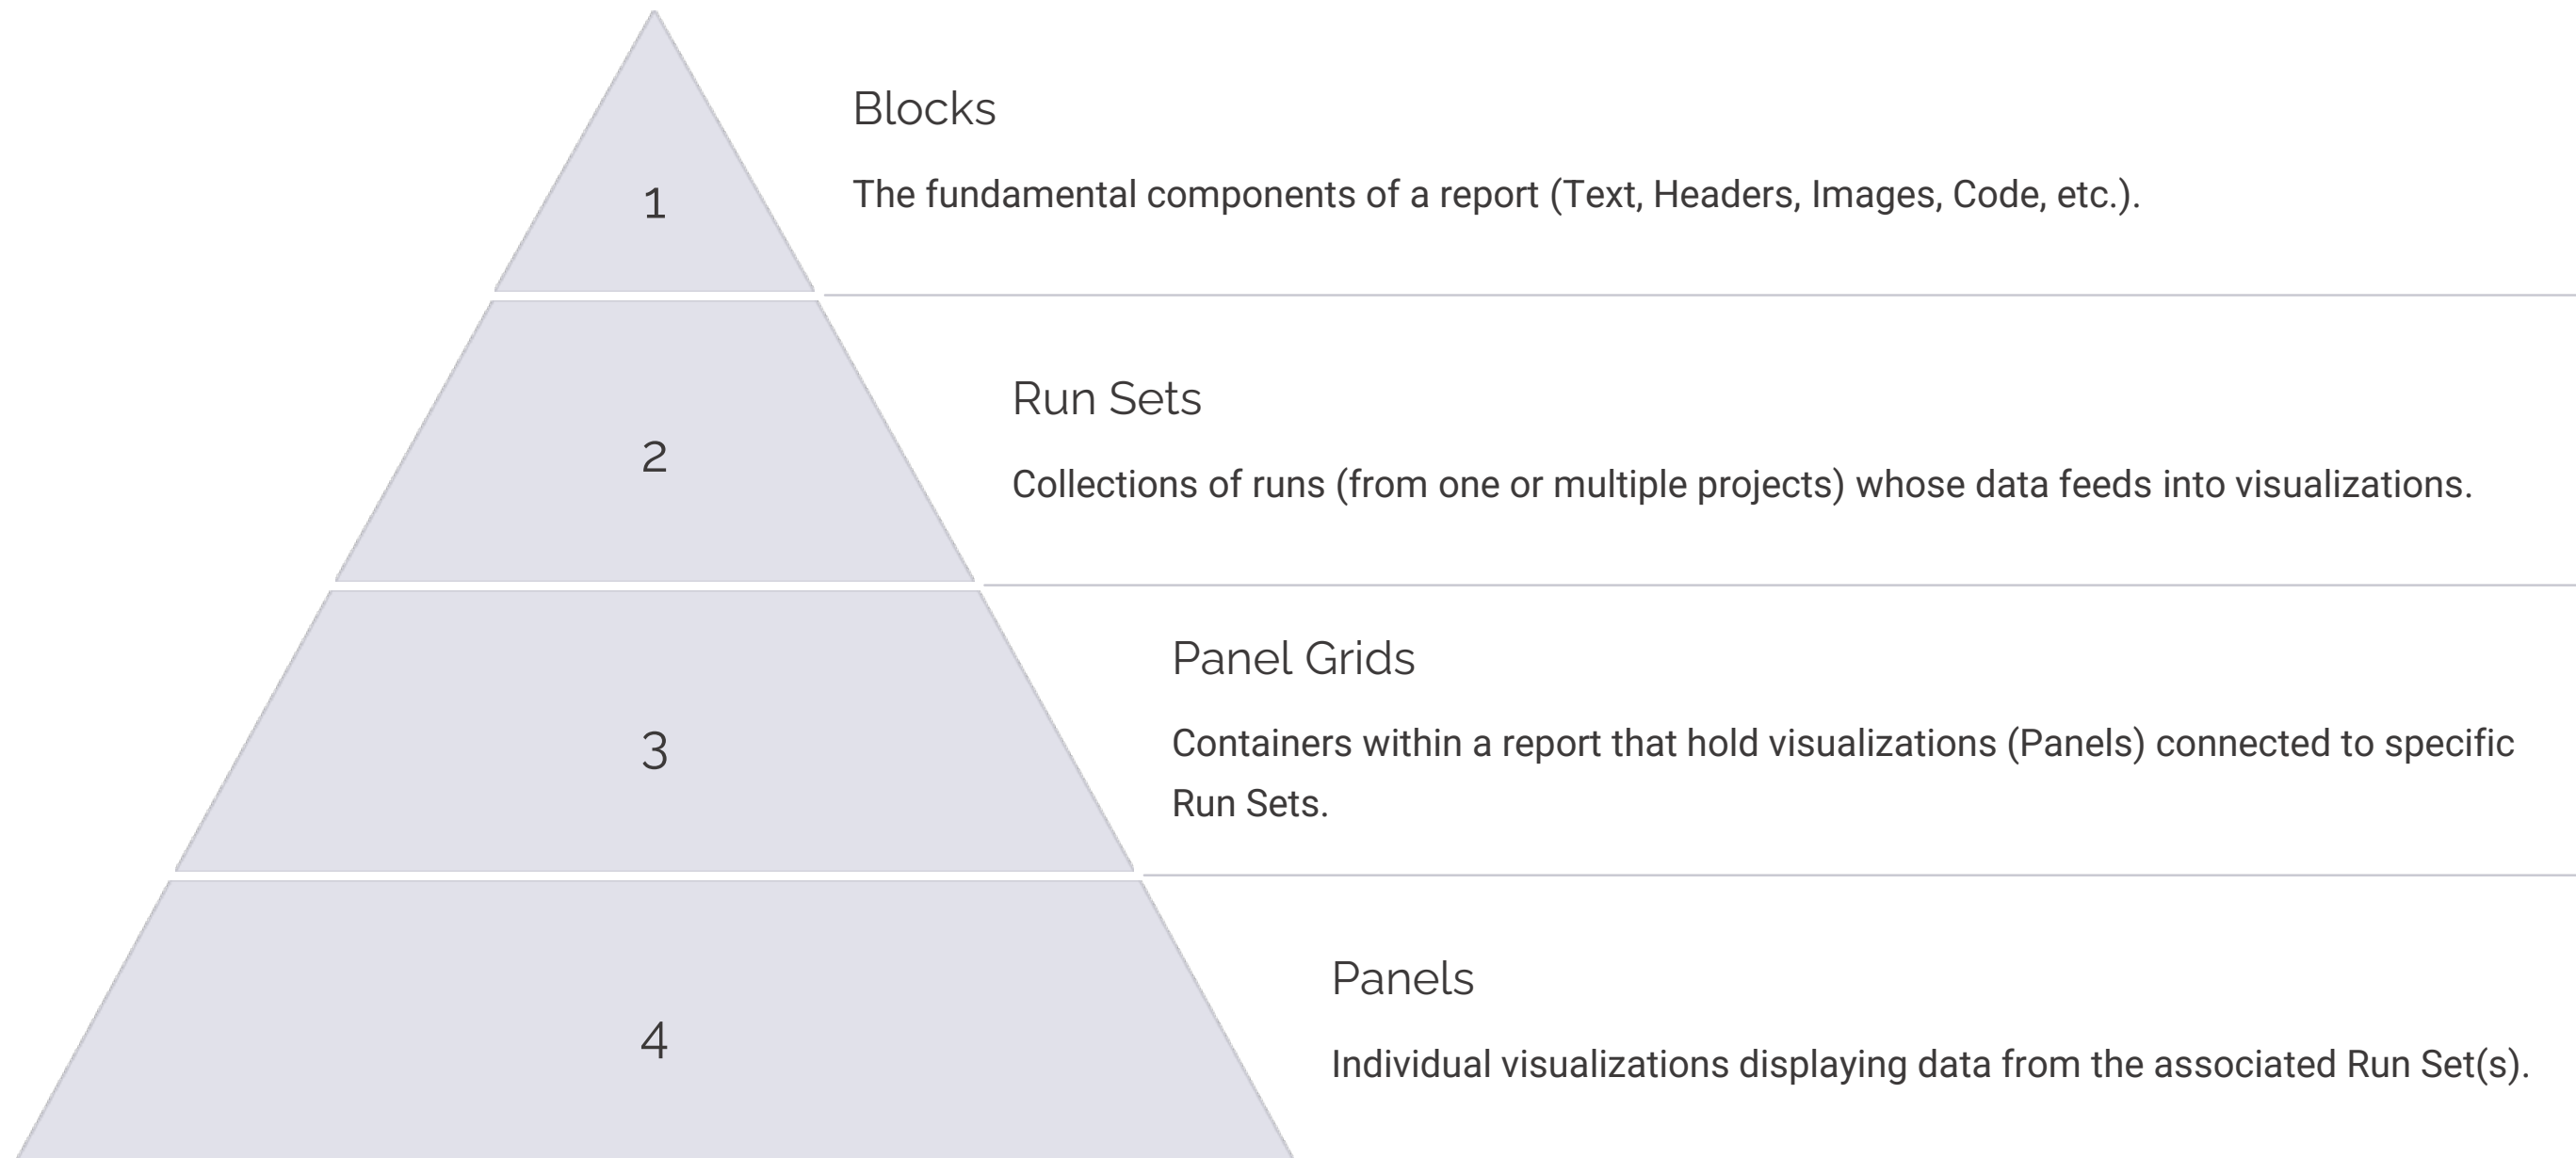 1
Blocks
The fundamental components of a report (Text, Headers, Images, Code, etc.).
2
Run Sets
Collections of runs (from one or multiple projects) whose data feeds into visualizations.
3
Panel Grids
Containers within a report that hold visualizations (Panels) connected to specific
Run Sets.
4
Panels
Individual visualizations displaying data from the associated Run Set(s).